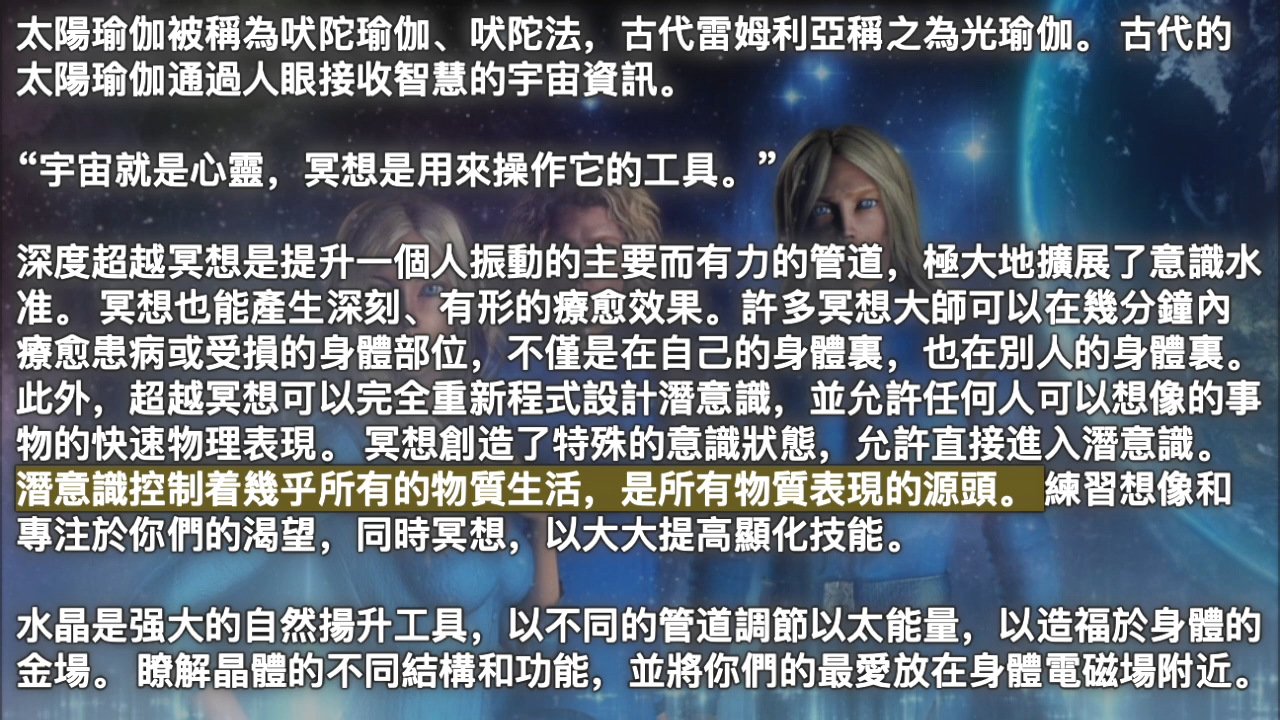 太陽瑜伽被稱為吠陀瑜伽、吠陀法，古代雷姆利亞稱之為光瑜伽。 古代的
太陽瑜伽通過人眼接收智慧的宇宙資訊。
“宇宙就是心靈，冥想是用來操作它的工具。”
深度超越冥想是提升一個人振動的主要而有力的管道，極大地擴展了意識水
准。 冥想也能產生深刻、有形的療愈效果。許多冥想大師可以在幾分鐘內
療愈患病或受損的身體部位，不僅是在自己的身體裏，也在別人的身體裏。
此外，超越冥想可以完全重新程式設計潛意識，並允許任何人可以想像的事
物的快速物理表現。 冥想創造了特殊的意識狀態，允許直接進入潛意識。
潛意識控制着幾乎所有的物質生活，是所有物質表現的源頭。 練習想像和
專注於你們的渴望，同時冥想，以大大提高顯化技能。
水晶是强大的自然揚升工具，以不同的管道調節以太能量，以造福於身體的
金場。 瞭解晶體的不同結構和功能，並將你們的最愛放在身體電磁場附近。